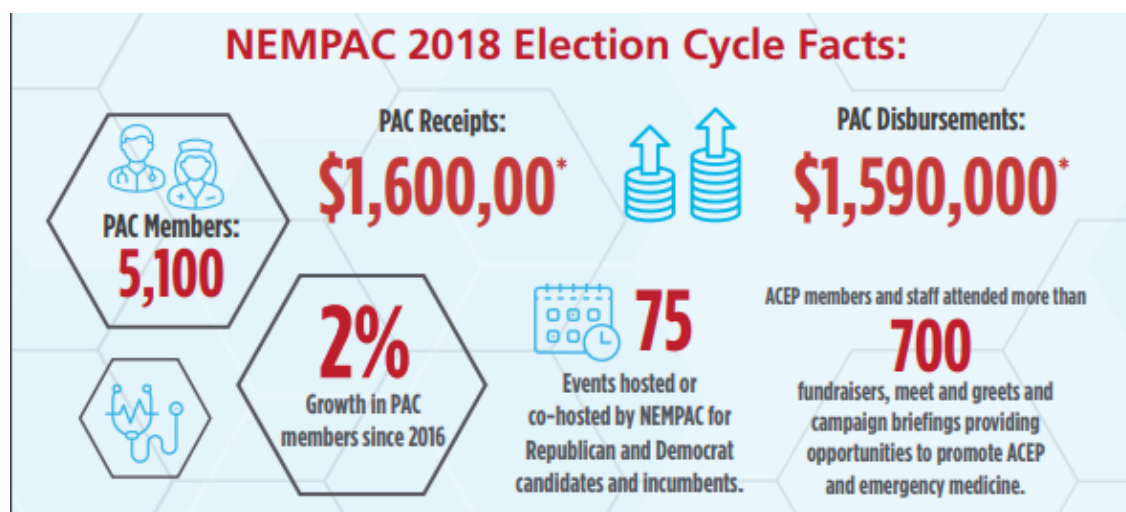 NEMPAC 2018 Election Cycle Facts:
PAC Members:
5,100
PAC Receipts:
$1,600,00*
PAC Disbursements:
$1,590,000*
2%
Growth in PAC
members since 2016
75
Events hosted or
co-hosted by NEMPAC for
Republican and Democrat
candidates and incumbents.
ACEP members and staff attended more than
700
fundraisers, meet and greets and
campaign briefings providing
opportunities to promote ACEP
and emergency medicine.